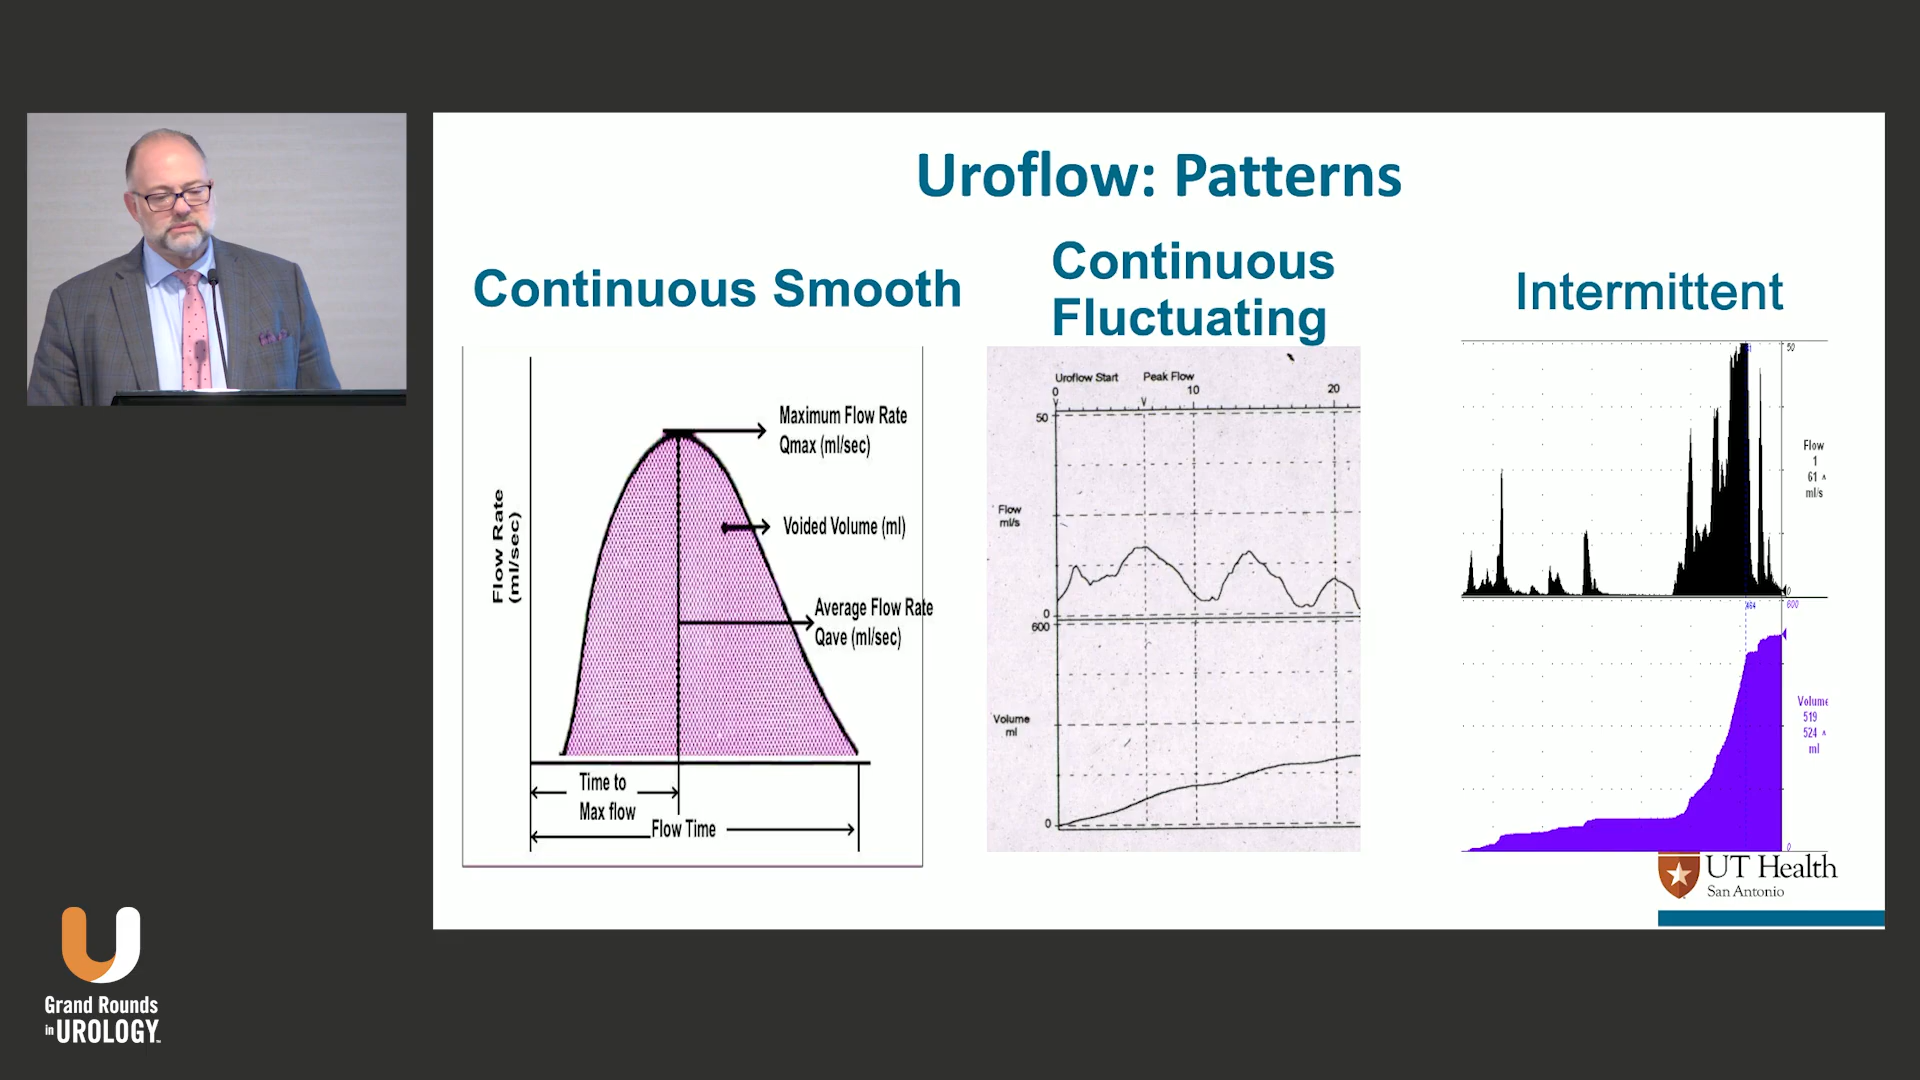 Uroflow: Patterns
Continuous Smooth
Continuous
Fluctuating
Intermittent
Flow Rate
(ml/sec)
Maximum Flow Rate
Qmax (ml/sec)
Voided Volume (ml)
Average Flow Rate
Qave (ml/sec)
Time to
Max flow
Flow Time
Uroflow Start Peak Flow
0 10 20
50
Flow
ml/s
0
600
Volume
ml
0
50
Flow
1
61 ^
ml/s
0
464 600
Volume
519
524 ^
ml
0
UT Health
San Antonio
Grand Rounds
in UROLOGY